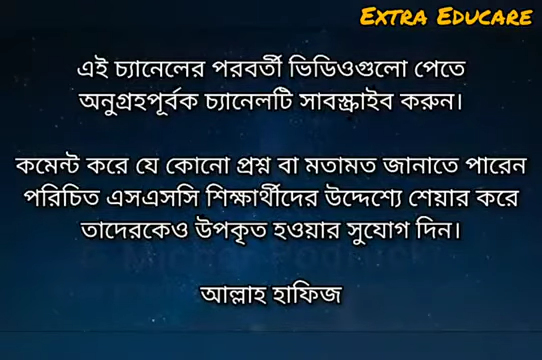 Extra Educare
এই চ্যানেলের পরবর্তী ভিডিওগুলো পেতে
অনুগ্রহপূর্বক চ্যানেলটি সাবস্ক্রাইব করুন।
কমেন্ট করে যে কোনো প্রশ্ন বা মতামত জানাতে পারেন
পরিচিত এসএসসি শিক্ষার্থীদের উদ্দেশ্যে শেয়ার করে
তাদেরকেও উপকৃত হওয়ার সুযোগ দিন।
আল্লাহ হাফিজ